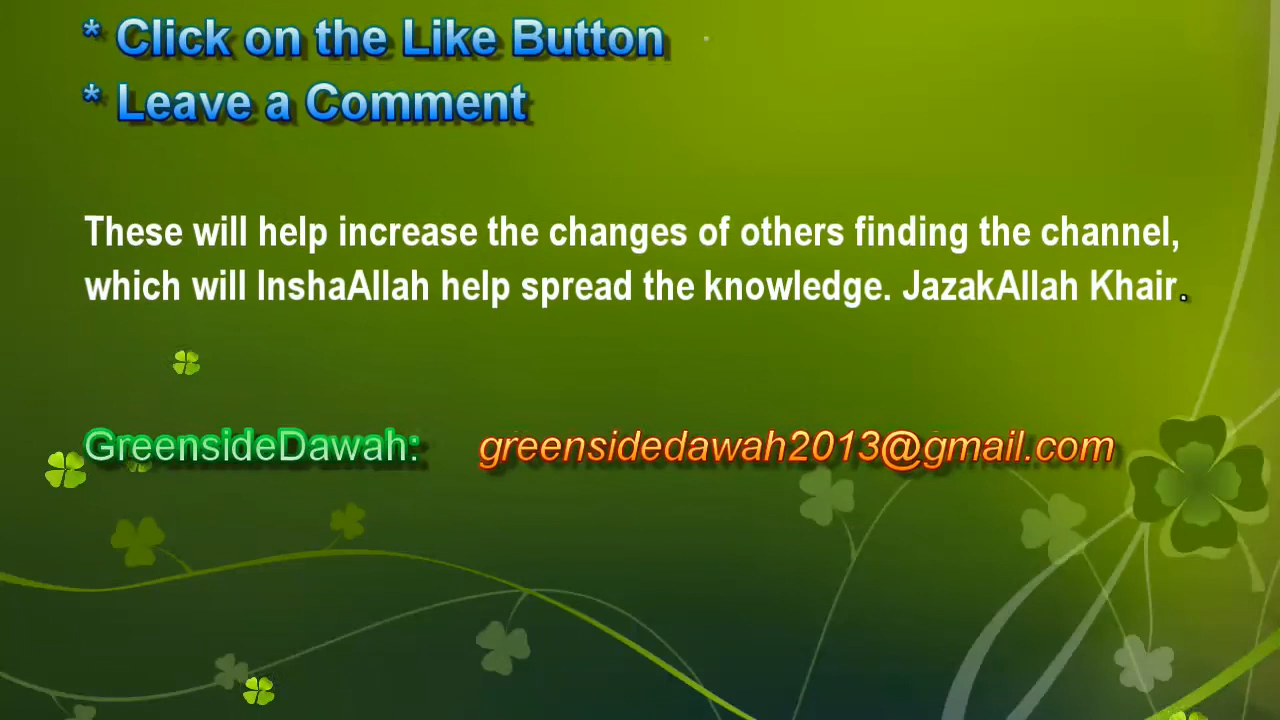 * Click on the Like Button
* Leave a Comment
These will help increase the changes of others finding the channel,
which will InshaAllah help spread the knowledge. JazakAllah Khair.
GreensideDawah: greensidedawah2013@gmail.com